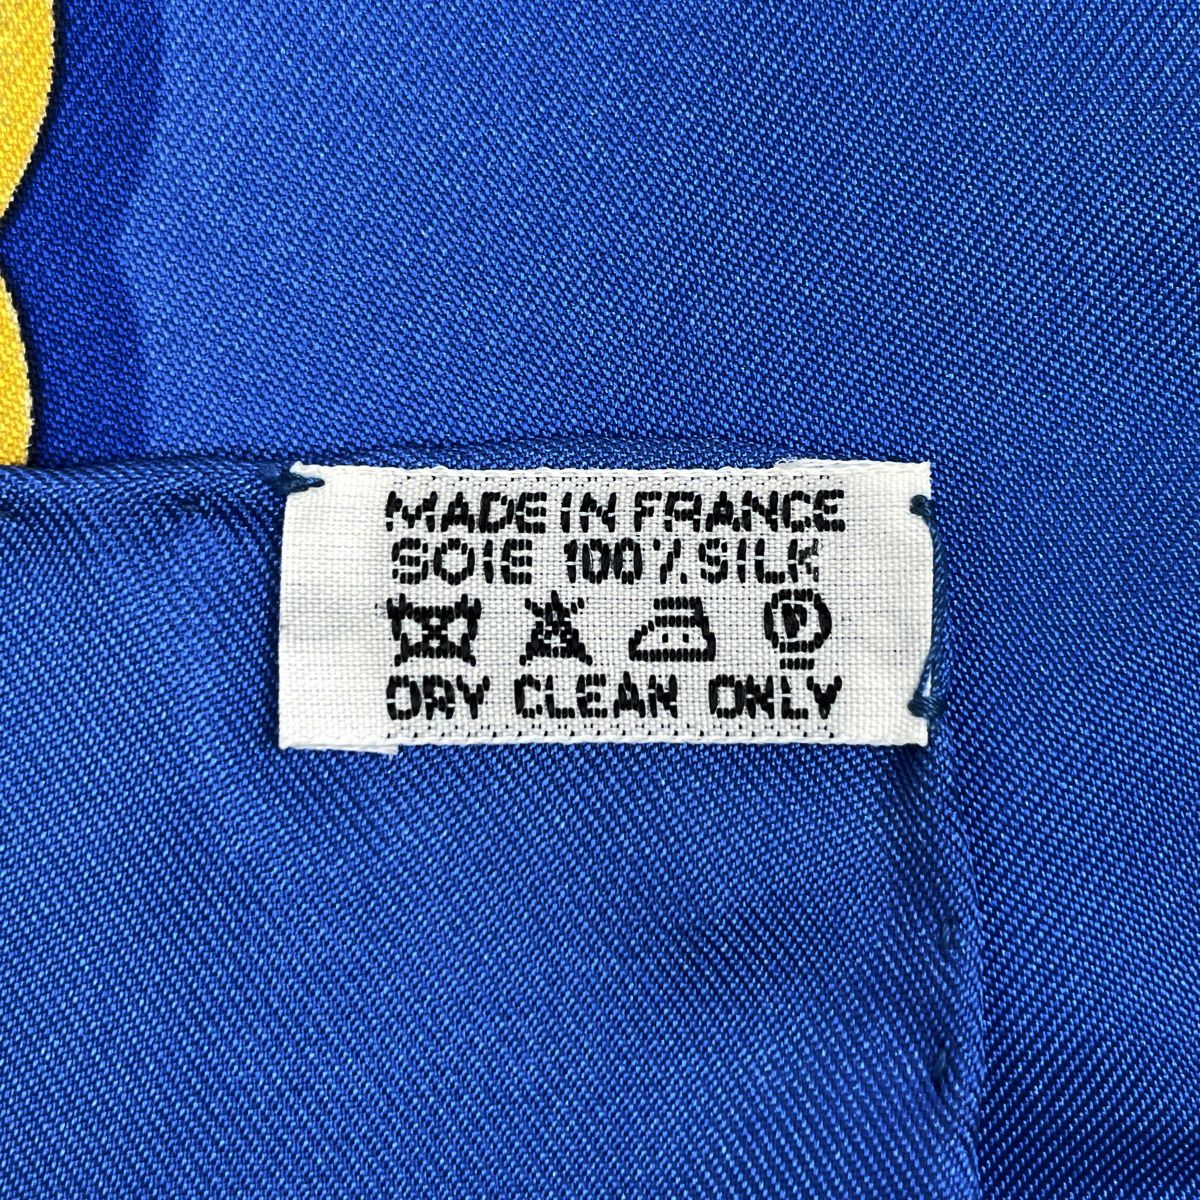 MADE IN FRANCE
SOIE 100% SILK
P
DRY CLEAN ONLY